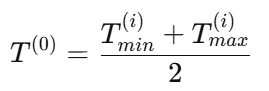 T^{(0)} = \frac{T_{min}^{(i)} + T_{max}^{(i)}}{2}